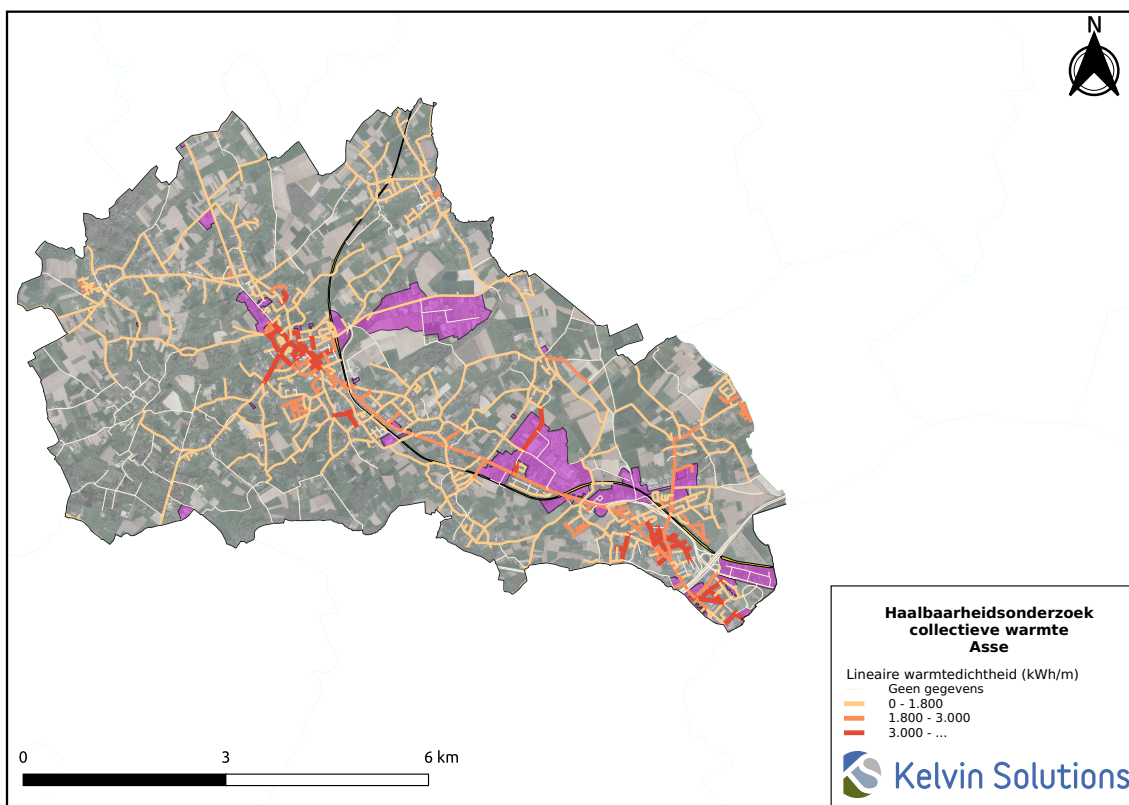 N
Haalbaarheidsonderzoek
collectieve warmte
Asse
Lineaire warmtedichtheid (kWh/m)
Geen gegevens
0 - 1.800
1.800 - 3.000
3.000 - ...
Kelvin Solutions
0 3 6 km